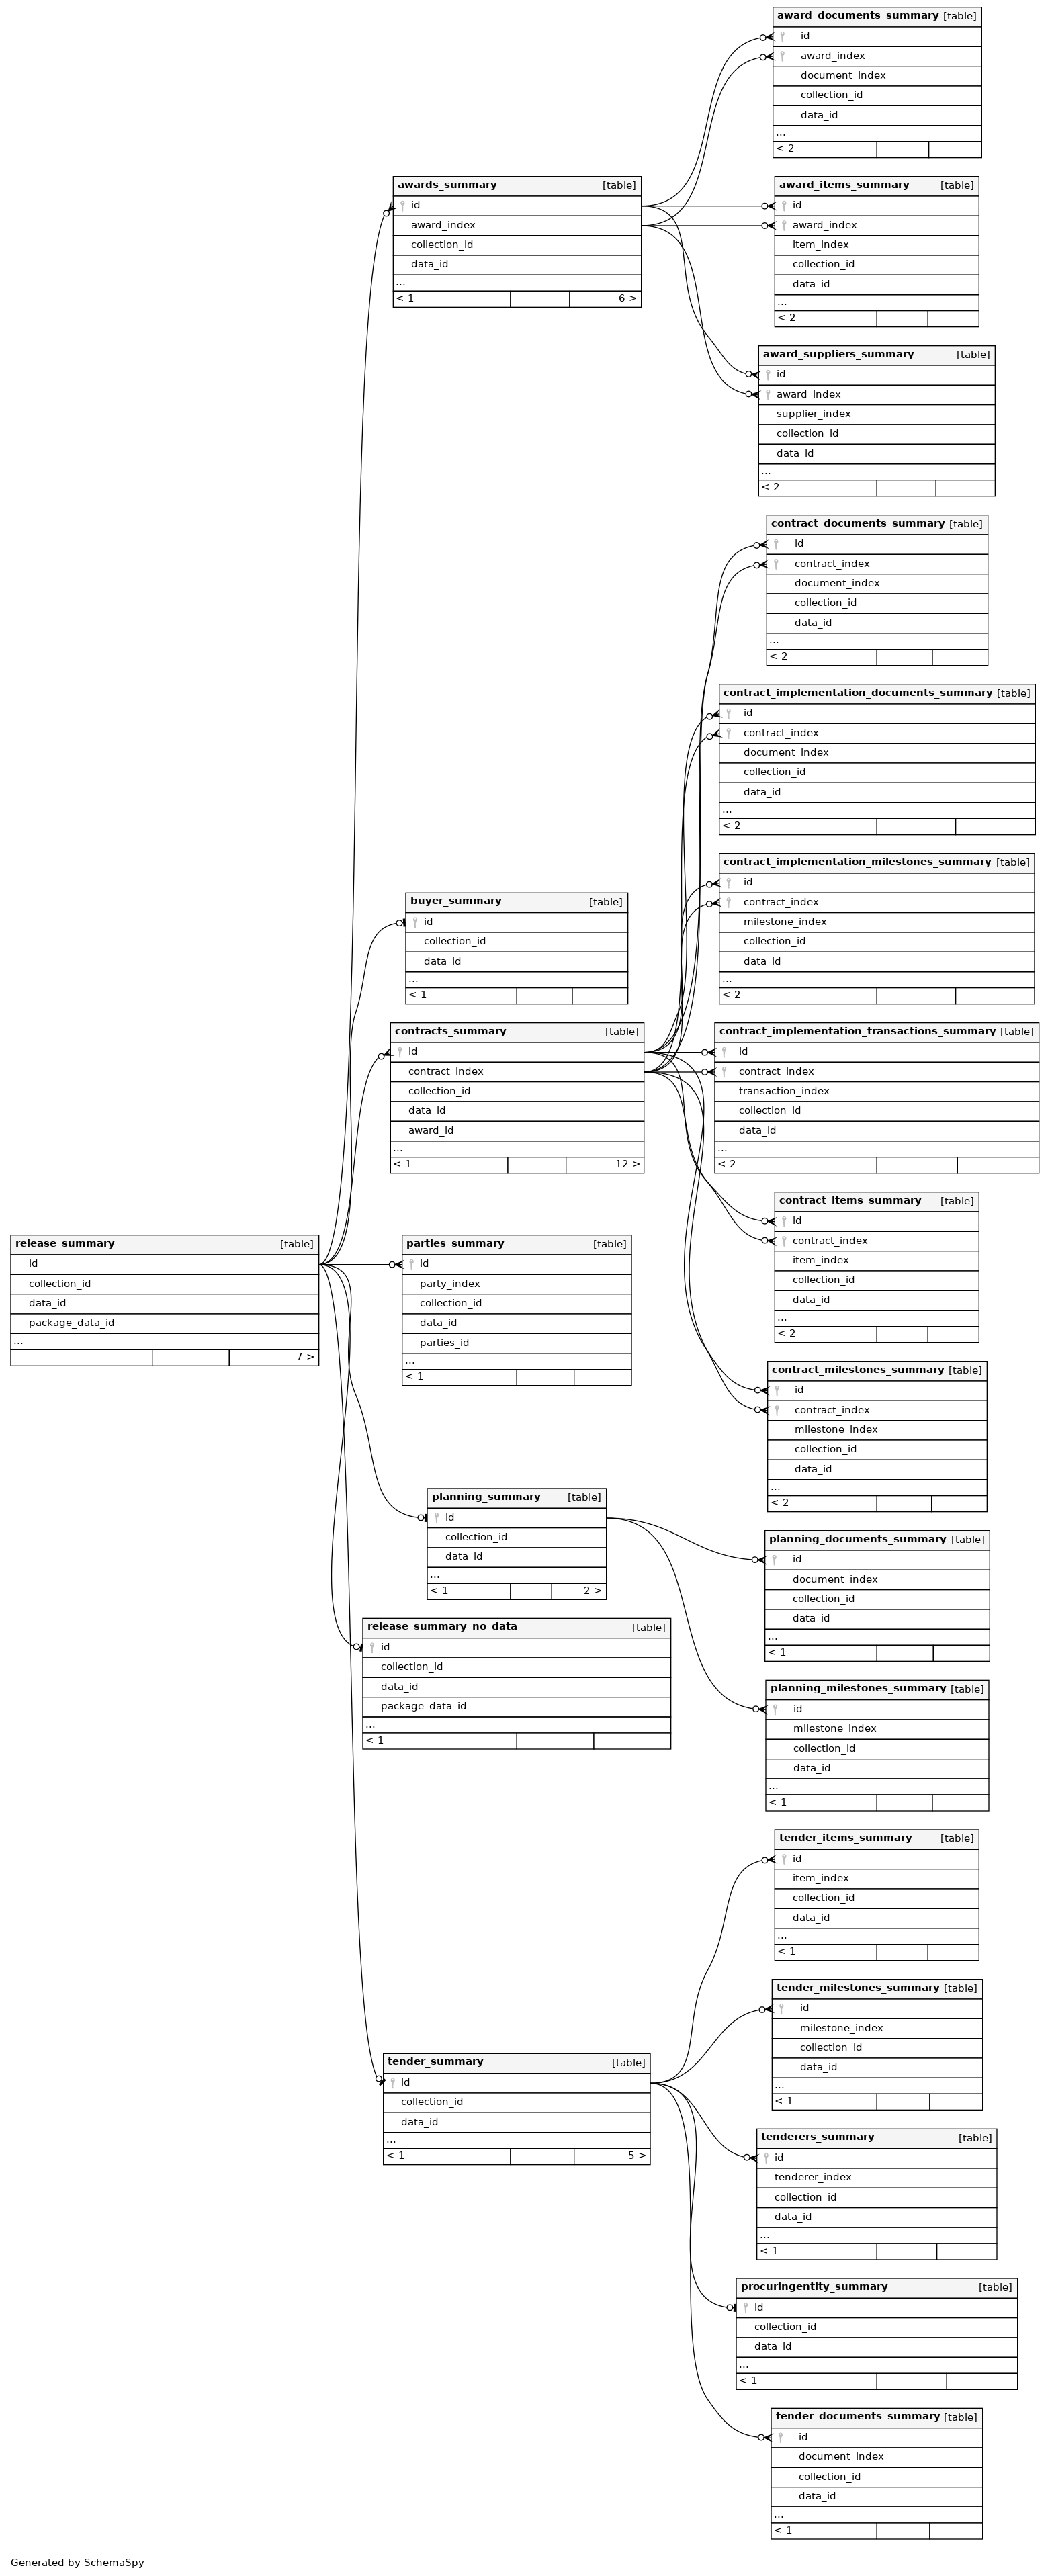 award_documents_summary [table]
id
award_index
document_index
collection_id
data_id
...
< 2
awards_summary [table]
id
award_index
collection_id
data_id
...
< 1 6 >
award_items_summary [table]
id
award_index
item_index
collection_id
data_id
...
< 2
award_suppliers_summary [table]
id
award_index
supplier_index
collection_id
data_id
...
< 2
contract_documents_summary [table]
id
contract_index
document_index
collection_id
data_id
...
< 2
contract_implementation_documents_summary [table]
id
contract_index
document_index
collection_id
data_id
...
< 2
contract_implementation_milestones_summary [table]
id
contract_index
milestone_index
collection_id
data_id
...
< 2
buyer_summary [table]
id
collection_id
data_id
...
< 1
contracts_summary [table]
id
contract_index
collection_id
data_id
award_id
...
< 1 12 >
contract_implementation_transactions_summary [table]
id
contract_index
transaction_index
collection_id
data_id
...
< 2
contract_items_summary [table]
id
contract_index
item_index
collection_id
data_id
...
< 2
release_summary [table]
id
collection_id
data_id
package_data_id
...
7 >
parties_summary [table]
id
party_index
collection_id
data_id
parties_id
...
< 1
contract_milestones_summary [table]
id
contract_index
milestone_index
collection_id
data_id
...
< 2
planning_summary [table]
id
collection_id
data_id
...
< 1 2 >
planning_documents_summary [table]
id
document_index
collection_id
data_id
...
< 1
release_summary_no_data [table]
id
collection_id
data_id
package_data_id
...
< 1
planning_milestones_summary [table]
id
milestone_index
collection_id
data_id
...
< 1
tender_items_summary [table]
id
item_index
collection_id
data_id
...
< 1
tender_milestones_summary [table]
id
milestone_index
collection_id
data_id
...
< 1
tender_summary [table]
id
collection_id
data_id
...
< 1 5 >
tenderers_summary [table]
id
tenderer_index
collection_id
data_id
...
< 1
procuringentity_summary [table]
id
collection_id
data_id
...
< 1
tender_documents_summary [table]
id
document_index
collection_id
data_id
...
< 1
Generated by SchemaSpy